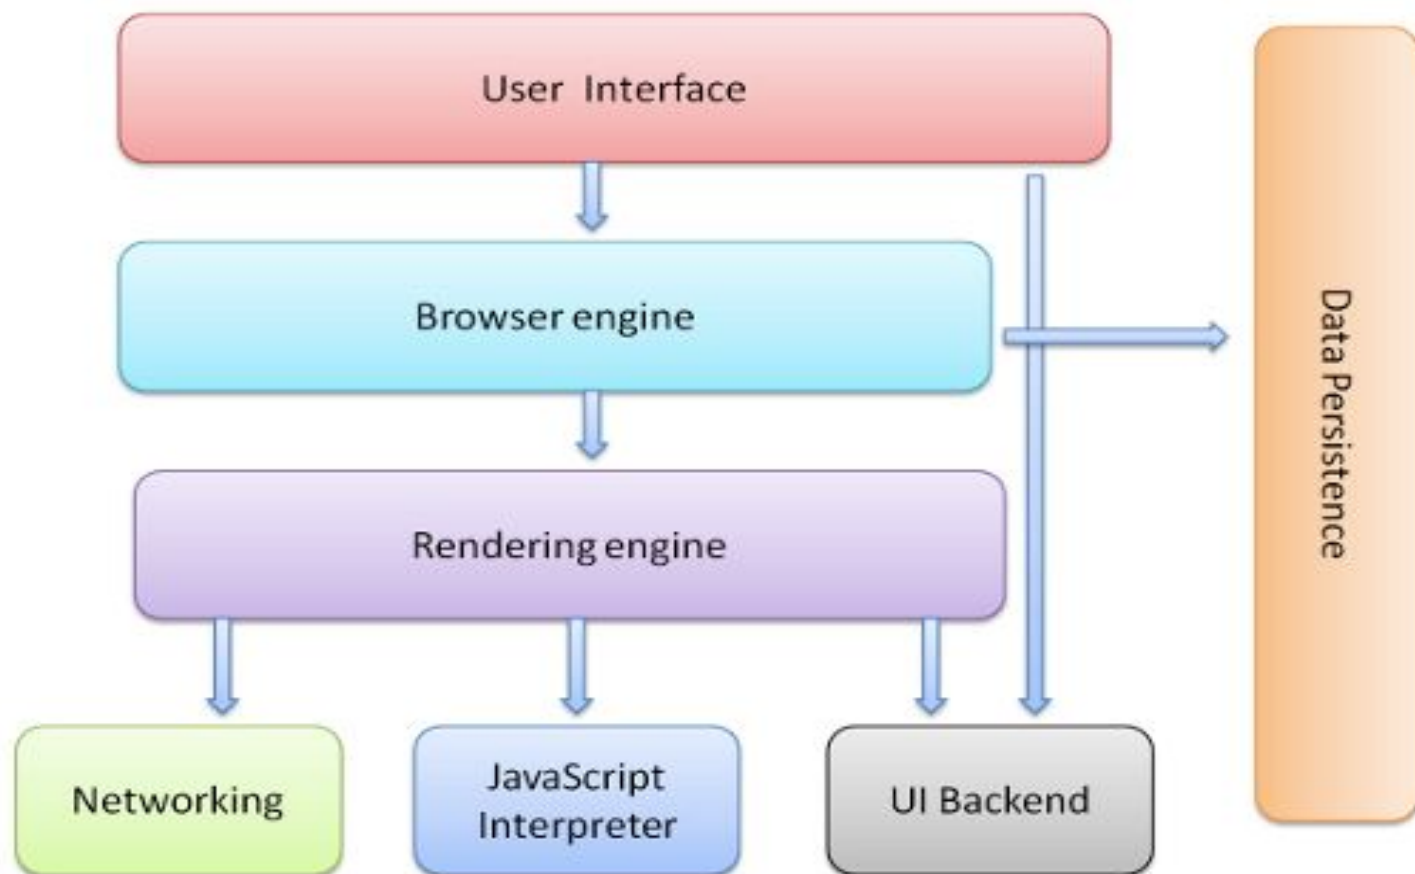 User Interface
Browser engine
Data Persistence
Rendering engine
Networking
JavaScript
Interpreter
UI Backend